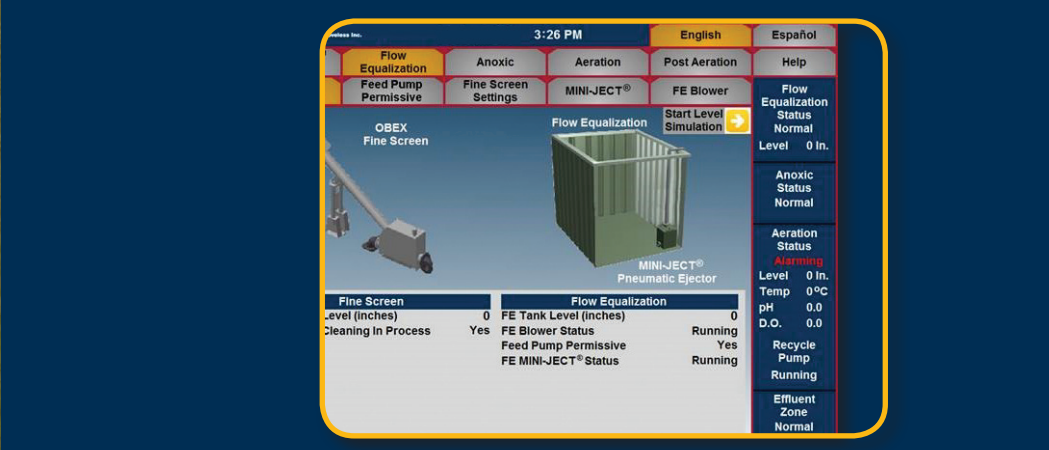 3:26 PM
English
Español
Flow
Equalization
Anoxic
Aeration
Post Aeration
Help
Feed Pump
Permissive
Fine Screen
Settings
MINI-JECT®
FE Blower
OBEX
Fine Screen
Flow Equalization
Start Level
Simulation
MINI-JECT®
Pneumatic Ejector
Fine Screen
Level (inches) 0
Cleaning In Process Yes
Flow Equalization
FE Tank Level (inches) 0
FE Blower Status Running
Feed Pump Permissive Yes
FE MINI-JECT® Status Running
Flow
Equalization
Status
Normal
Level 0 In.
Anoxic
Status
Normal
Aeration
Status
Alarming
Level 0 In.
Temp 0°C
pH 0.0
D.O. 0.0
Recycle
Pump
Running
Effluent
Zone
Normal